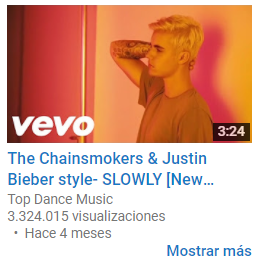 vevo
3:24
The Chainsmokers & Justin
Bieber style- SLOWLY [New...
Top Dance Music
3.324.015 visualizaciones
• Hace 4 meses
Mostrar más